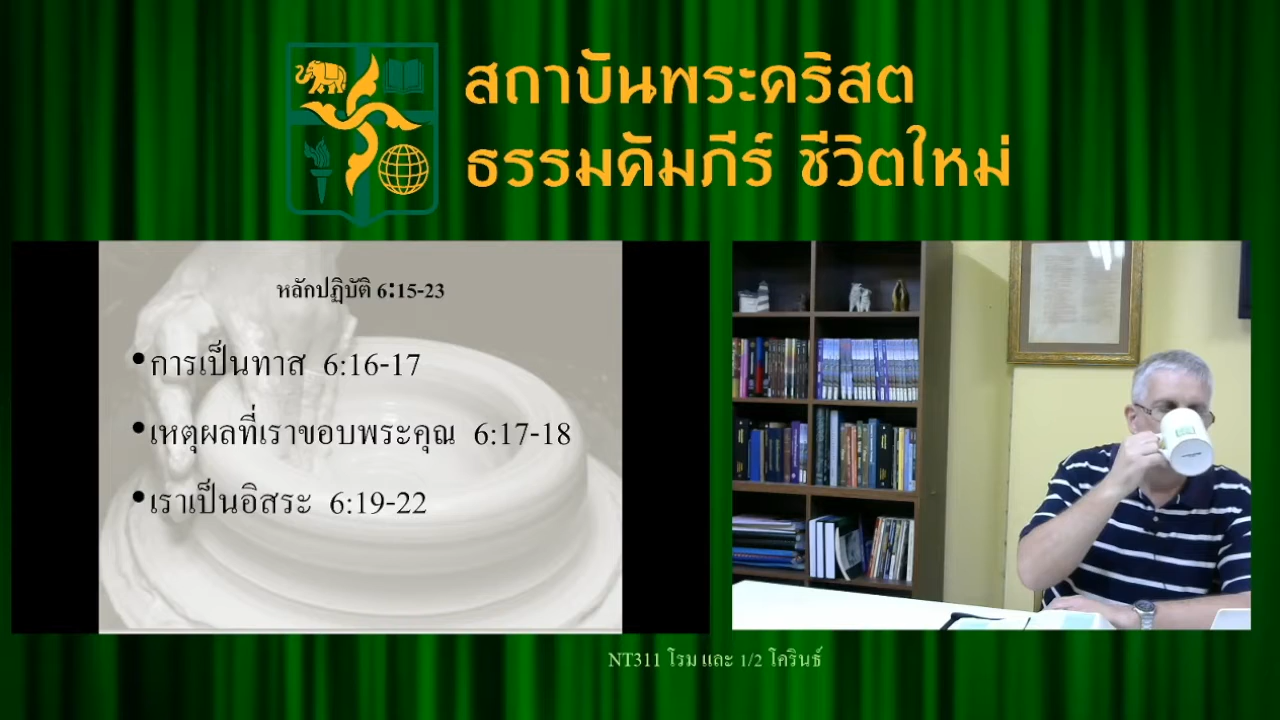 สถาบันพระคริสต
ธรรมคัมภีร์ ชีวิตใหม่
หลักปฏิบัติ 6:15-23
•การเป็นทาส 6:16-17
•เหตุผลที่เราขอบพระคุณ 6:17-18
•เราเป็นอิสระ 6:19-22
NT311 โรม และ 1/2 โครินธ์